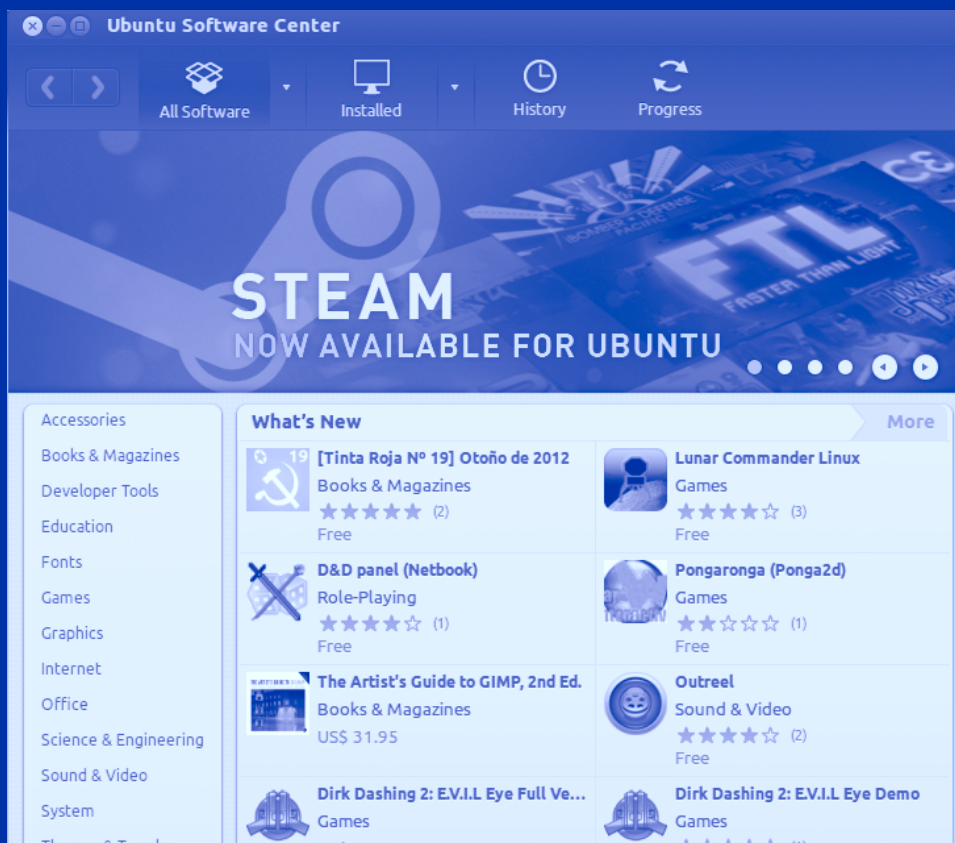 Ubuntu Software Center
All Software
Installed
History
Progress
BOMBER DEFENSE
PACIFIC
FTL
FASTER THAN LIGHT
STEAM
NOW AVAILABLE FOR UBUNTU
Accessories
Books & Magazines
Developer Tools
Education
Fonts
Games
Graphics
Internet
Office
Science & Engineering
Sound & Video
System
What's New
More
19
[Tinta Roja Nº 19] Otoño de 2012
Books & Magazines
(2)
Free
Lunar Commander Linux
Games
(3)
Free
D&D panel (Netbook)
Role-Playing
(1)
Free
Pongaronga (Ponga2d)
Games
(1)
Free
The Artist's Guide to GIMP, 2nd Ed.
Books & Magazines
US$ 31.95
Outreel
Sound & Video
(2)
Free
Dirk Dashing 2: E.V.I.L Eye Full Ve...
Games
Dirk Dashing 2: E.V.I.L Eye Demo
Games